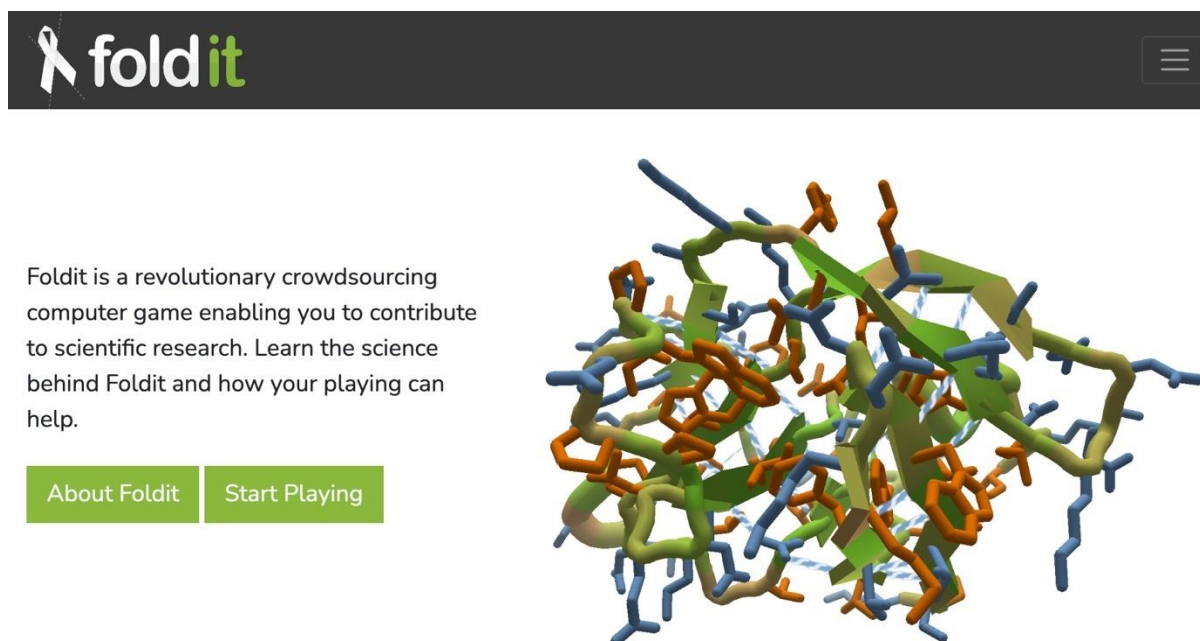 foldit
Foldit is a revolutionary crowdsourcing
computer game enabling you to contribute
to scientific research. Learn the science
behind Foldit and how your playing can
help.
About Foldit
Start Playing